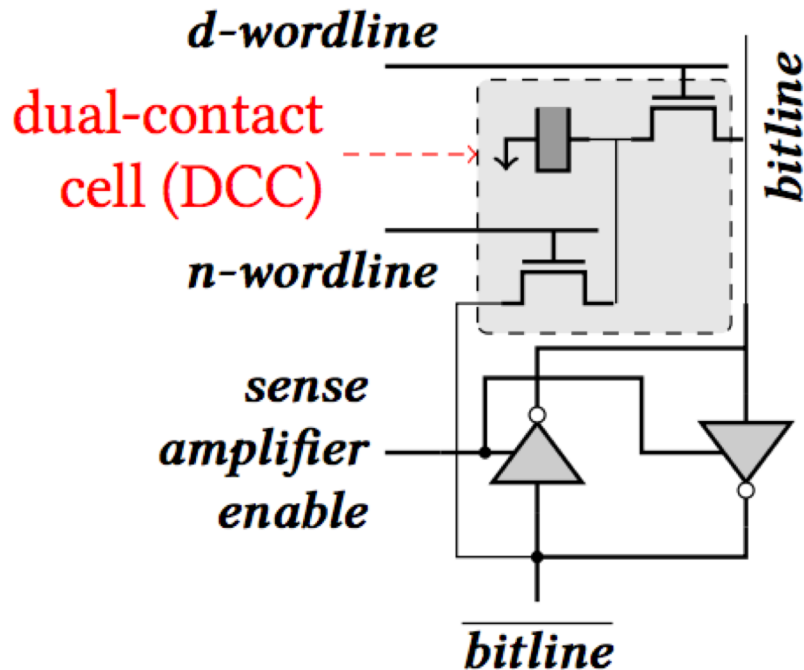 d-wordline
dual-contact
cell (DCC)
bitline
n-wordline
sense
amplifier
enable
bitline